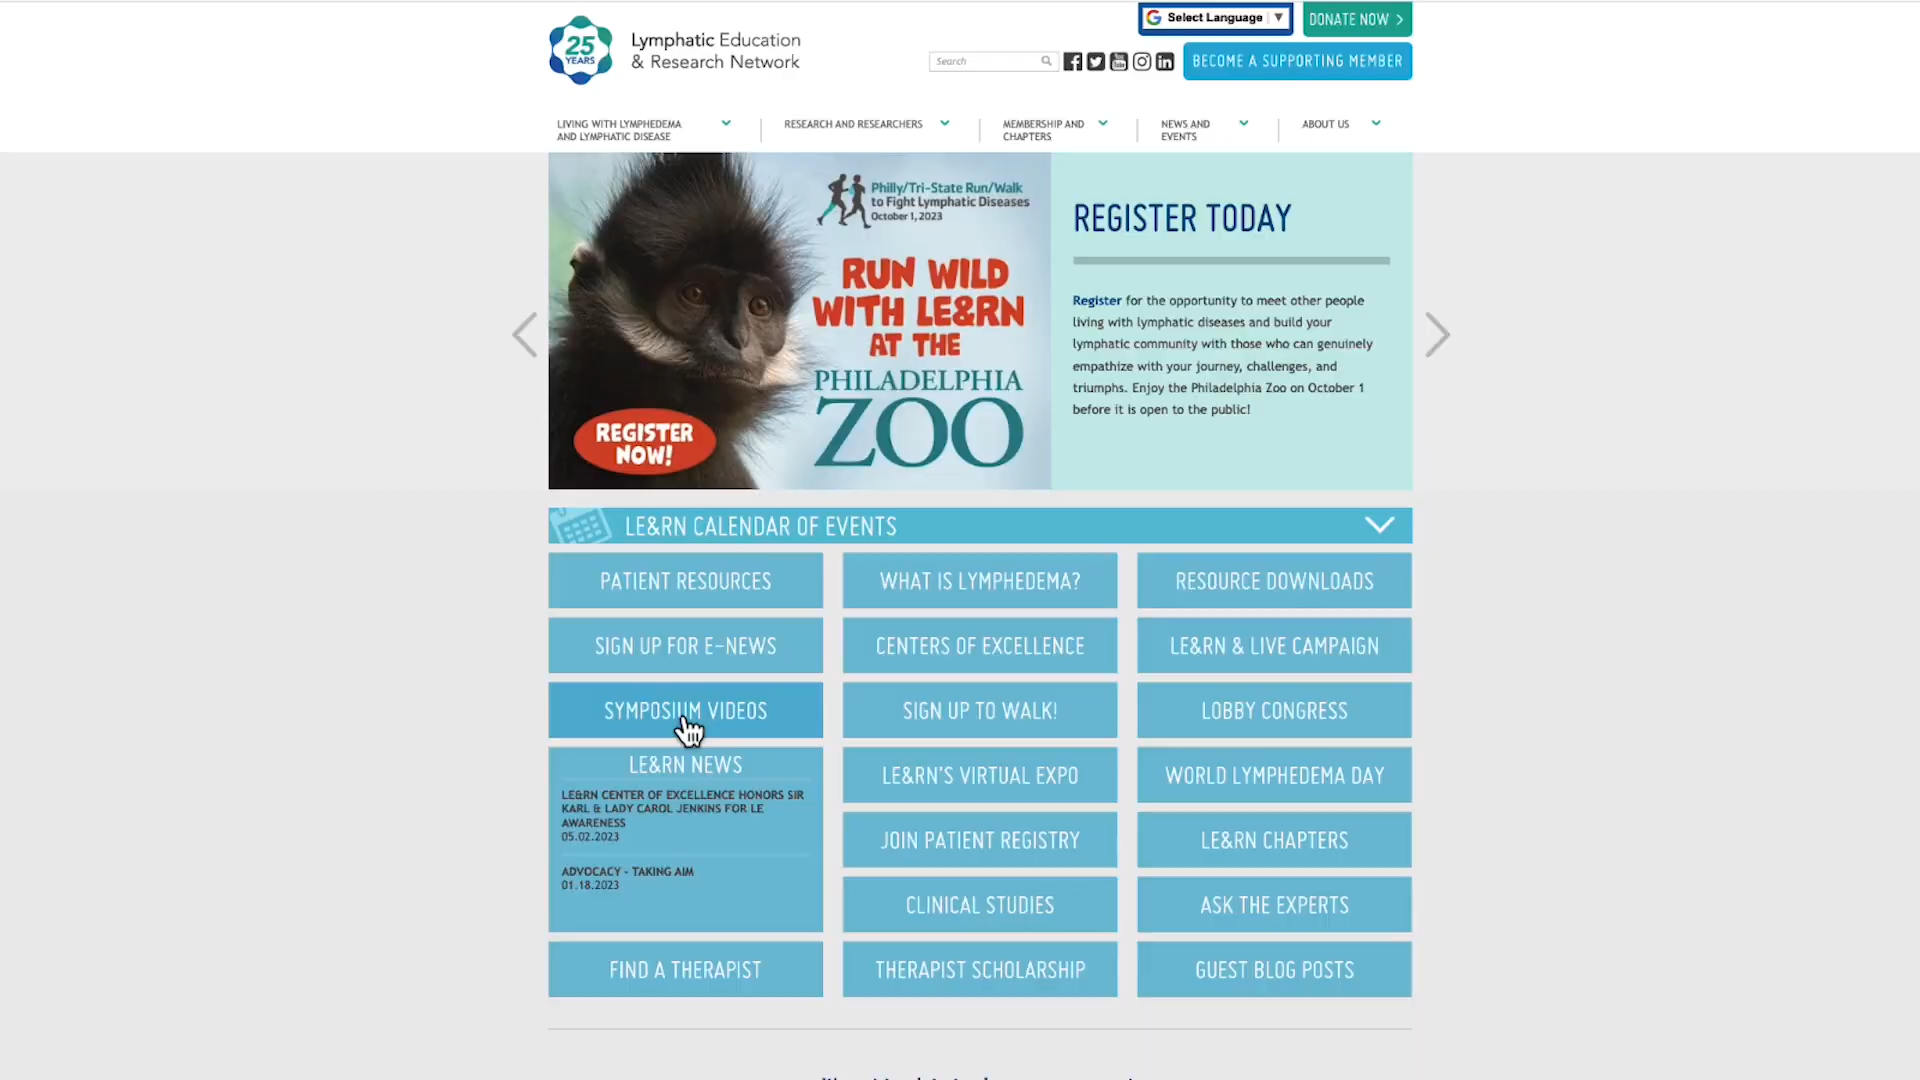 Select Language ▼
DONATE NOW >
25
YEARS
Lymphatic Education
& Research Network
Search
BECOME A SUPPORTING MEMBER
LIVING WITH LYMPHEDEMA
AND LYMPHATIC DISEASE
RESEARCH AND RESEARCHERS
MEMBERSHIP AND
CHAPTERS
NEWS AND
EVENTS
ABOUT US
Philly/Tri-State Run/Walk
to Fight Lymphatic Diseases
October 1, 2023
RUN WILD
WITH LE&RN
AT THE
PHILADELPHIA
ZOO
REGISTER
NOW!
REGISTER TODAY
Register for the opportunity to meet other people
living with lymphatic diseases and build your
lymphatic community with those who can genuinely
empathize with your journey, challenges, and
triumphs. Enjoy the Philadelphia Zoo on October 1
before it is open to the public!
LE&RN CALENDAR OF EVENTS
PATIENT RESOURCES
WHAT IS LYMPHEDEMA?
RESOURCE DOWNLOADS
SIGN UP FOR E-NEWS
CENTERS OF EXCELLENCE
LE&RN & LIVE CAMPAIGN
SYMPOSIUM VIDEOS
SIGN UP TO WALK!
LOBBY CONGRESS
LE&RN NEWS
LE&RN CENTER OF EXCELLENCE HONORS SIR
KARL & LADY CAROL JENKINS FOR LE
AWARENESS
05.02.2023
ADVOCACY - TAKING AIM
01.18.2023
LE&RN'S VIRTUAL EXPO
WORLD LYMPHEDEMA DAY
JOIN PATIENT REGISTRY
LE&RN CHAPTERS
CLINICAL STUDIES
ASK THE EXPERTS
FIND A THERAPIST
THERAPIST SCHOLARSHIP
GUEST BLOG POSTS